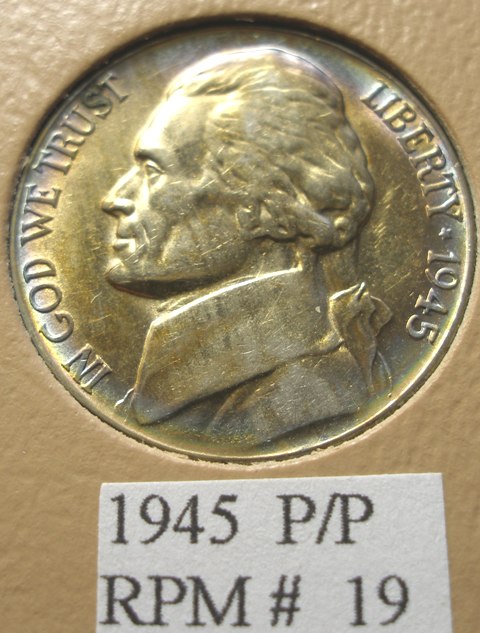 IN GOD WE TRUST
LIBERTY ★ 1945
1945 P/P
RPM # 19